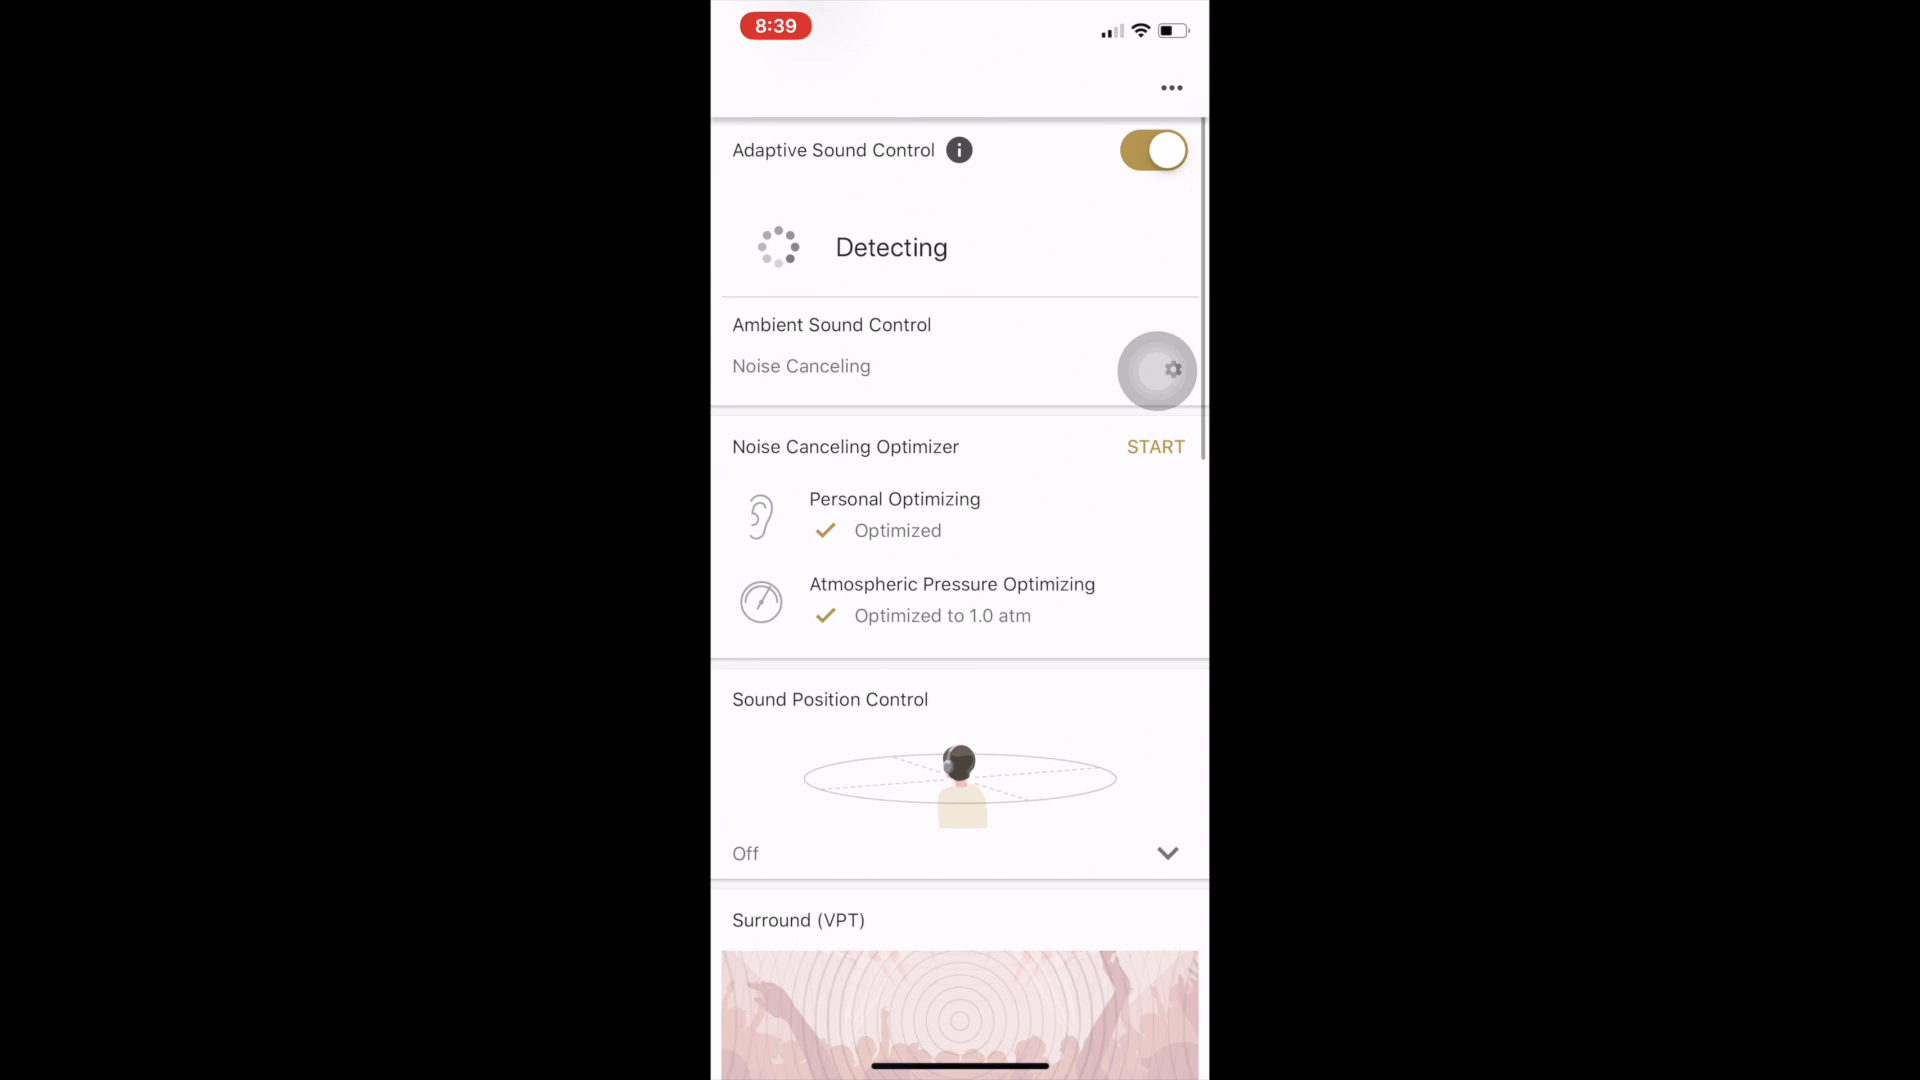 8:39
Adaptive Sound Control
Detecting
Ambient Sound Control
Noise Canceling
Noise Canceling Optimizer START
Personal Optimizing
Optimized
Atmospheric Pressure Optimizing
Optimized to 1.0 atm
Sound Position Control
Off
Surround (VPT)